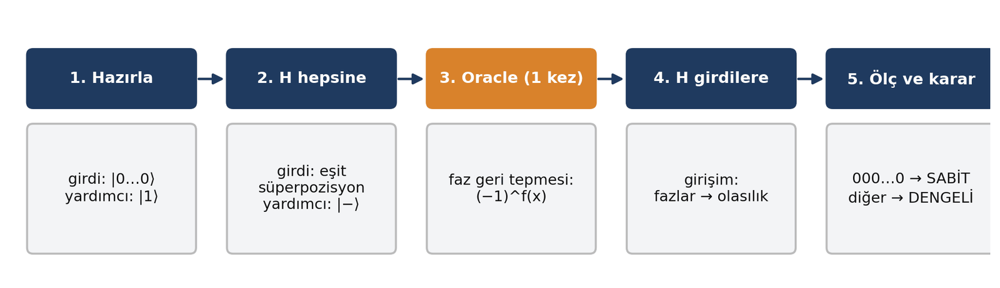 1. Hazırla
2. H hepsine
3. Oracle (1 kez)
4. H girdilere
5. Ölç ve karar
girdi: |0…0⟩
yardımcı: |1⟩
girdi: eşit
süperpozisyon
yardımcı: |−⟩
faz geri tepmesi:
(−1)^f(x)
girişim:
fazlar → olasılık
000…0 → SABİT
diğer → DENGELİ